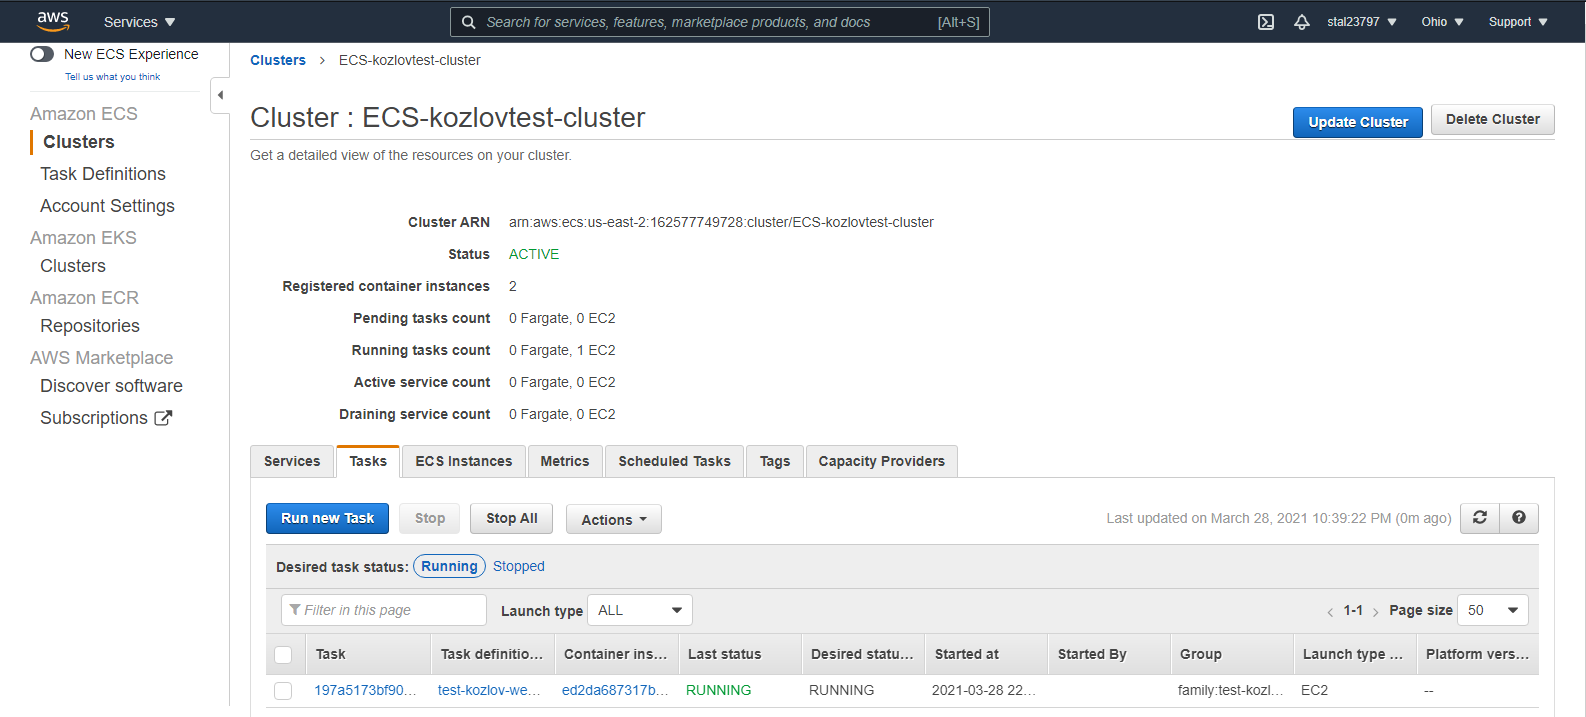 aws
Services
Search for services, features, marketplace products, and docs
[Alt+S]
stal23797
Ohio
Support
New ECS Experience
Tell us what you think
Amazon ECS
Clusters
Task Definitions
Account Settings
Amazon EKS
Clusters
Amazon ECR
Repositories
AWS Marketplace
Discover software
Subscriptions
Clusters > ECS-kozlovtest-cluster
Cluster : ECS-kozlovtest-cluster
Update Cluster
Delete Cluster
Get a detailed view of the resources on your cluster.
Cluster ARN arn:aws:ecs:us-east-2:162577749728:cluster/ECS-kozlovtest-cluster
Status ACTIVE
Registered container instances 2
Pending tasks count 0 Fargate, 0 EC2
Running tasks count 0 Fargate, 1 EC2
Active service count 0 Fargate, 0 EC2
Draining service count 0 Fargate, 0 EC2
Services Tasks ECS Instances Metrics Scheduled Tasks Tags Capacity Providers
Run new Task Stop Stop All Actions Last updated on March 28, 2021 10:39:22 PM (0m ago)
Desired task status: Running Stopped
Filter in this page Launch type ALL < 1-1 > Page size 50
Task Task definitio... Container ins... Last status Desired statu... Started at Started By Group Launch type ... Platform vers...
197a5173bf90... test-kozlov-we... ed2da687317b... RUNNING RUNNING 2021-03-28 22... family:test-kozl... EC2 --